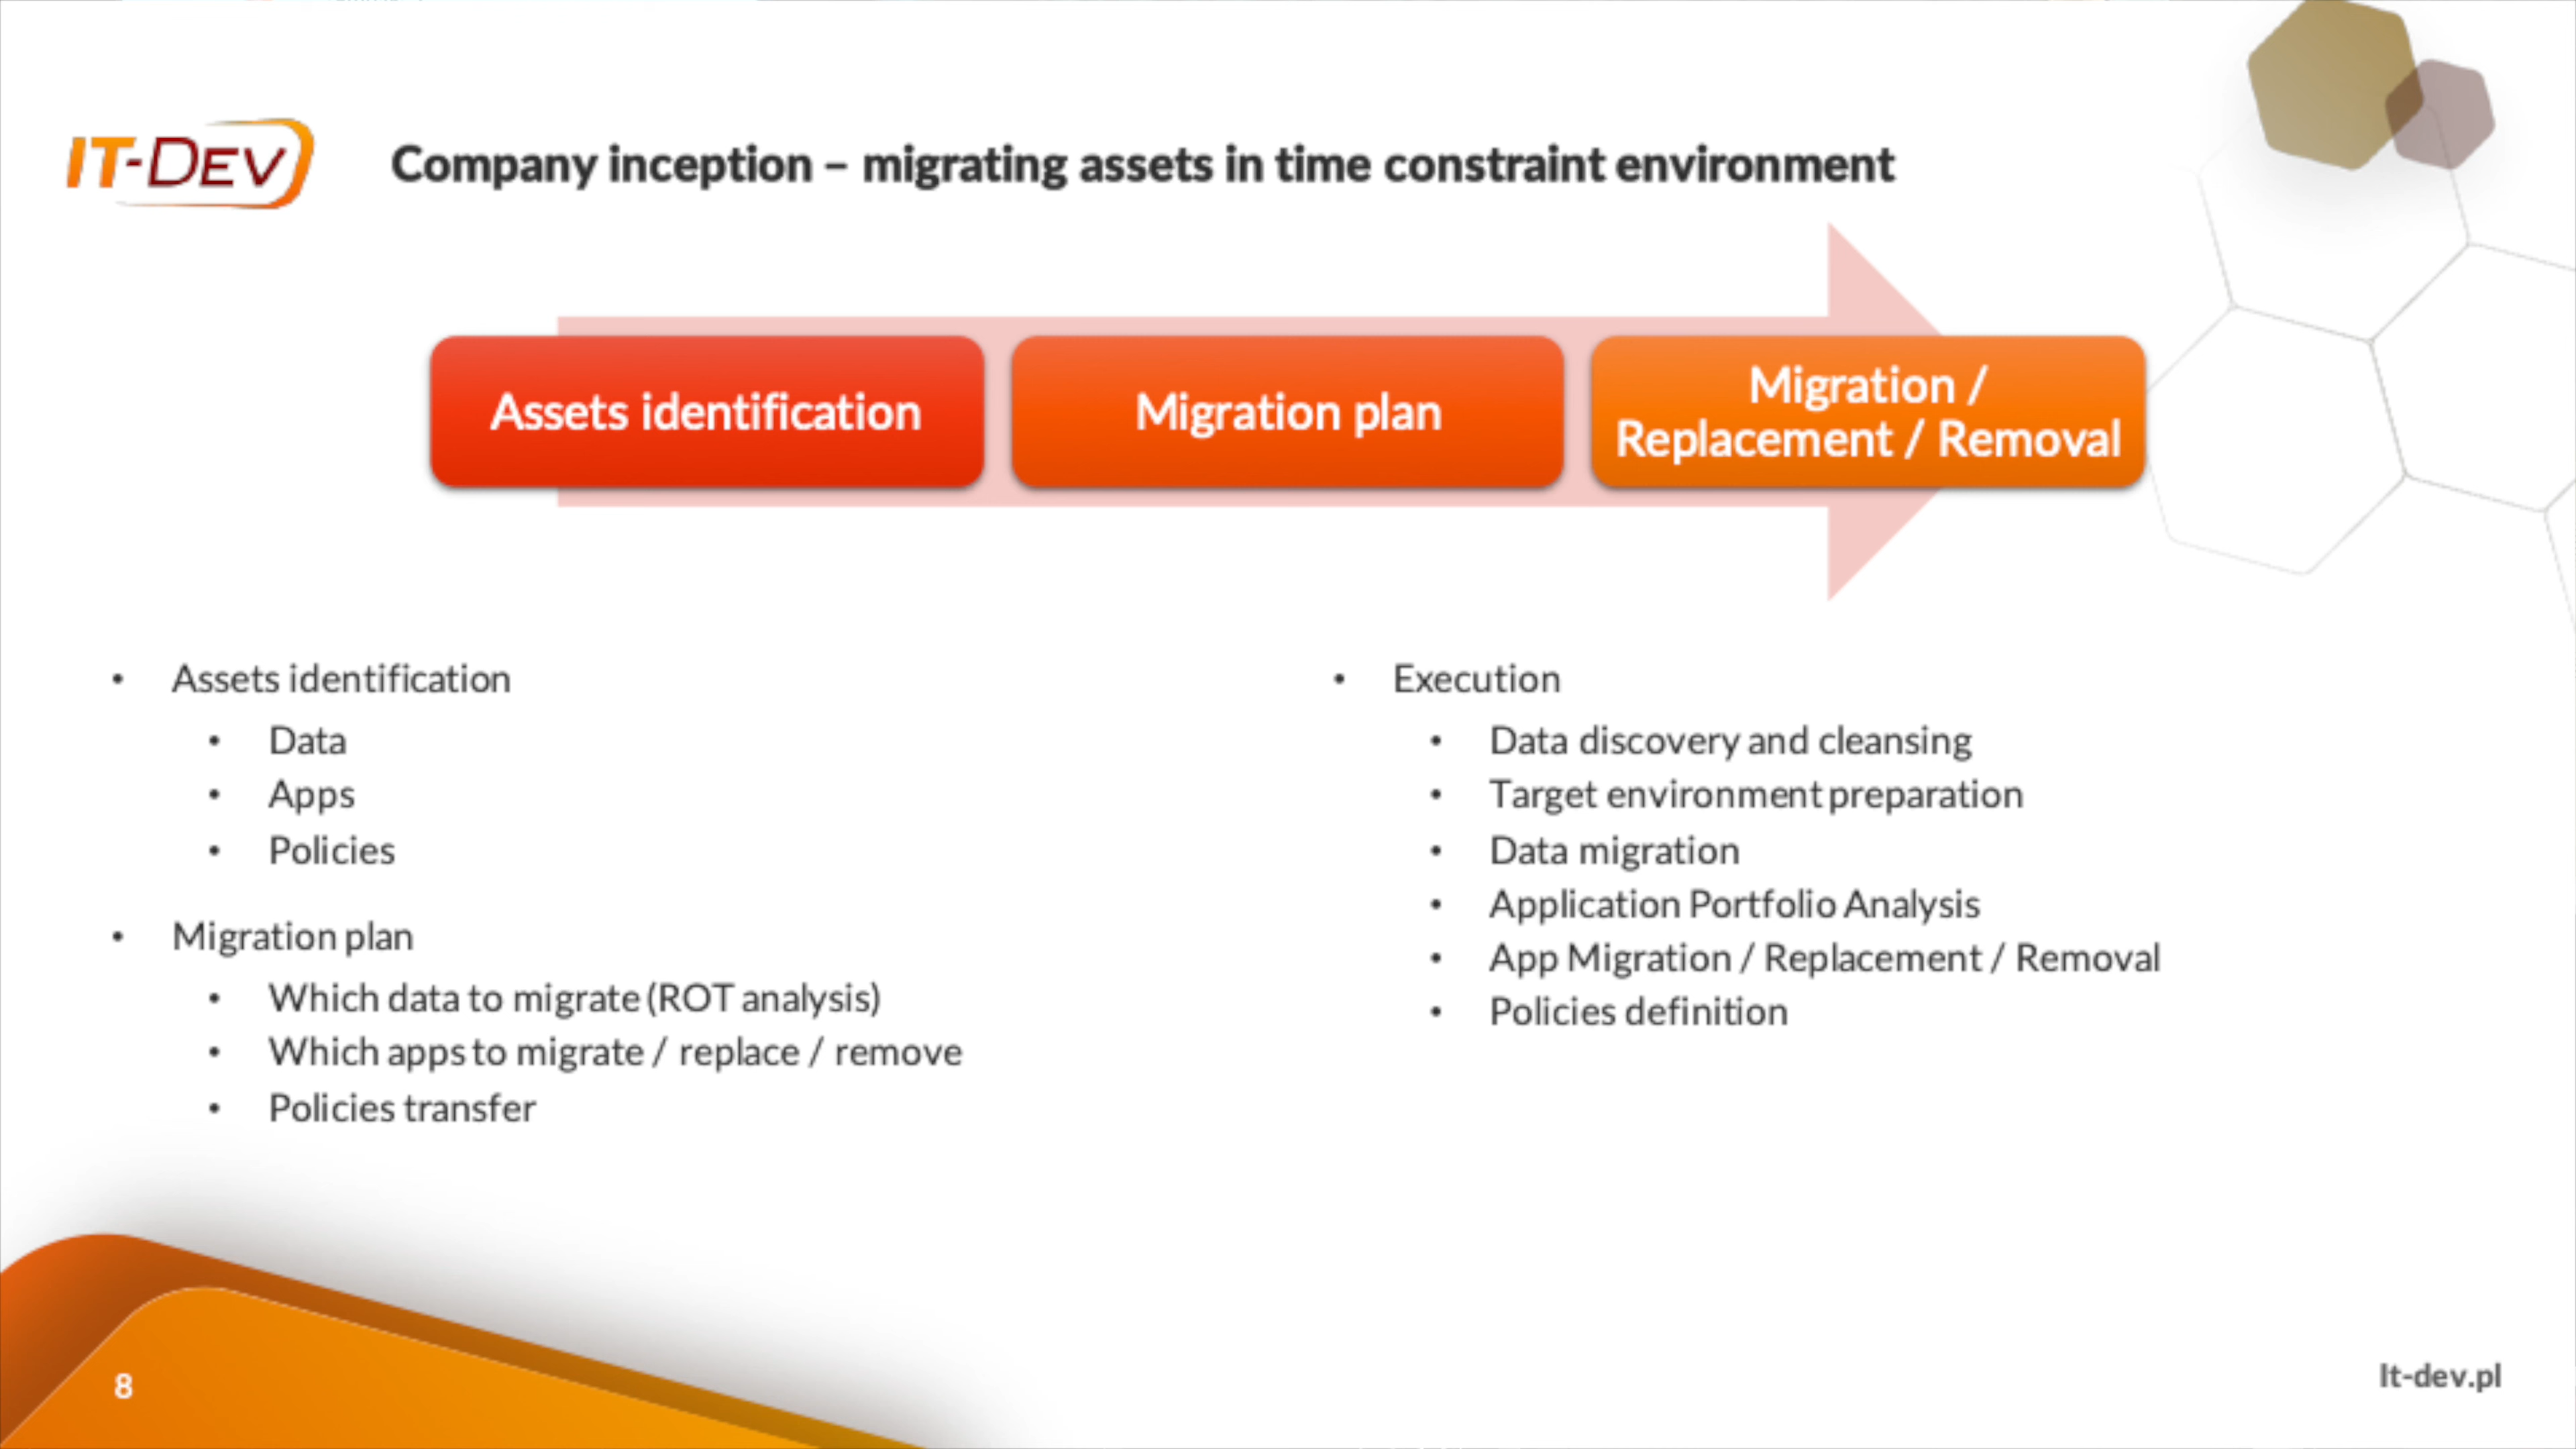 IT-DEV
Company inception – migrating assets in time constraint environment
Assets identification
Migration plan
Migration /
Replacement / Removal
• Assets identification
• Data
• Apps
• Policies
• Migration plan
• Which data to migrate (ROT analysis)
• Which apps to migrate / replace / remove
• Policies transfer
• Execution
• Data discovery and cleansing
• Target environment preparation
• Data migration
• Application Portfolio Analysis
• App Migration / Replacement / Removal
• Policies definition
8
It-dev.pl